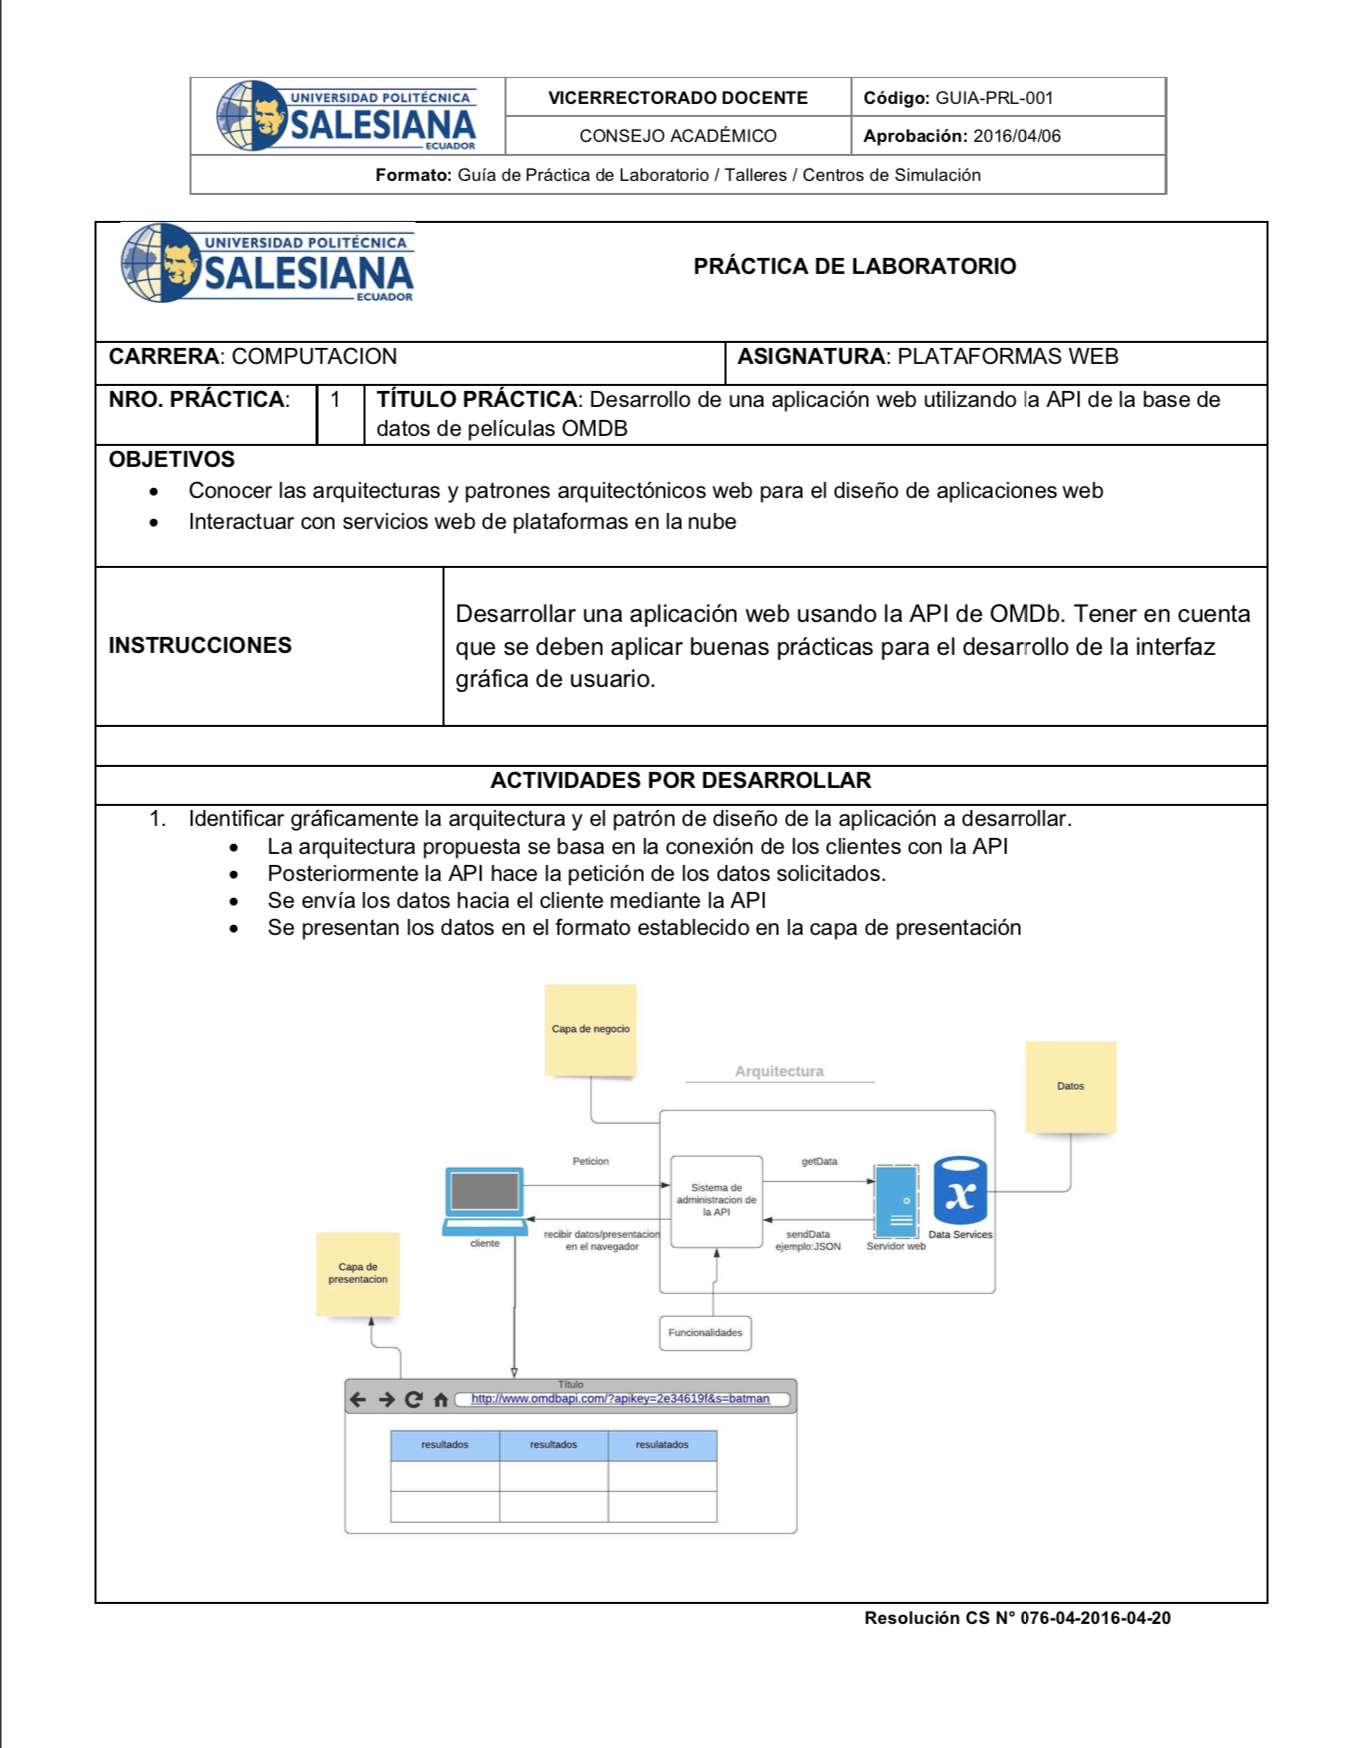 UNIVERSIDAD POLITÉCNICA
SALESIANA
ECUADOR
VICERRECTORADO DOCENTE
Código: GUIA-PRL-001
CONSEJO ACADÉMICO
Aprobación: 2016/04/06
Formato: Guía de Práctica de Laboratorio / Talleres / Centros de Simulación
UNIVERSIDAD POLITÉCNICA
SALESIANA
ECUADOR
PRÁCTICA DE LABORATORIO
CARRERA: COMPUTACION
ASIGNATURA: PLATAFORMAS WEB
NRO. PRÁCTICA:
1
TÍTULO PRÁCTICA: Desarrollo de una aplicación web utilizando la API de la base de
datos de películas OMDB
OBJETIVOS
• Conocer las arquitecturas y patrones arquitectónicos web para el diseño de aplicaciones web
• Interactuar con servicios web de plataformas en la nube
INSTRUCCIONES
Desarrollar una aplicación web usando la API de OMDb. Tener en cuenta
que se deben aplicar buenas prácticas para el desarrollo de la interfaz
gráfica de usuario.
ACTIVIDADES POR DESARROLLAR
1. Identificar gráficamente la arquitectura y el patrón de diseño de la aplicación a desarrollar.
• La arquitectura propuesta se basa en la conexión de los clientes con la API
• Posteriormente la API hace la petición de los datos solicitados.
• Se envía los datos hacia el cliente mediante la API
• Se presentan los datos en el formato establecido en la capa de presentación
Capa de negocio
Arquitectura
Datos
Peticion
getData
Sistema de
administracion de
la API
x
recibir datos/presentacion
en el navegador
sendData
ejemplo:JSON
Servidor web
Data Services
cliente
Capa de
presentacion
Funcionalidades
Título
http://www.omdbapi.com/?apikey=2e34619f&s=batman
resultados
resultados
resulatados
Resolución CS N° 076-04-2016-04-20